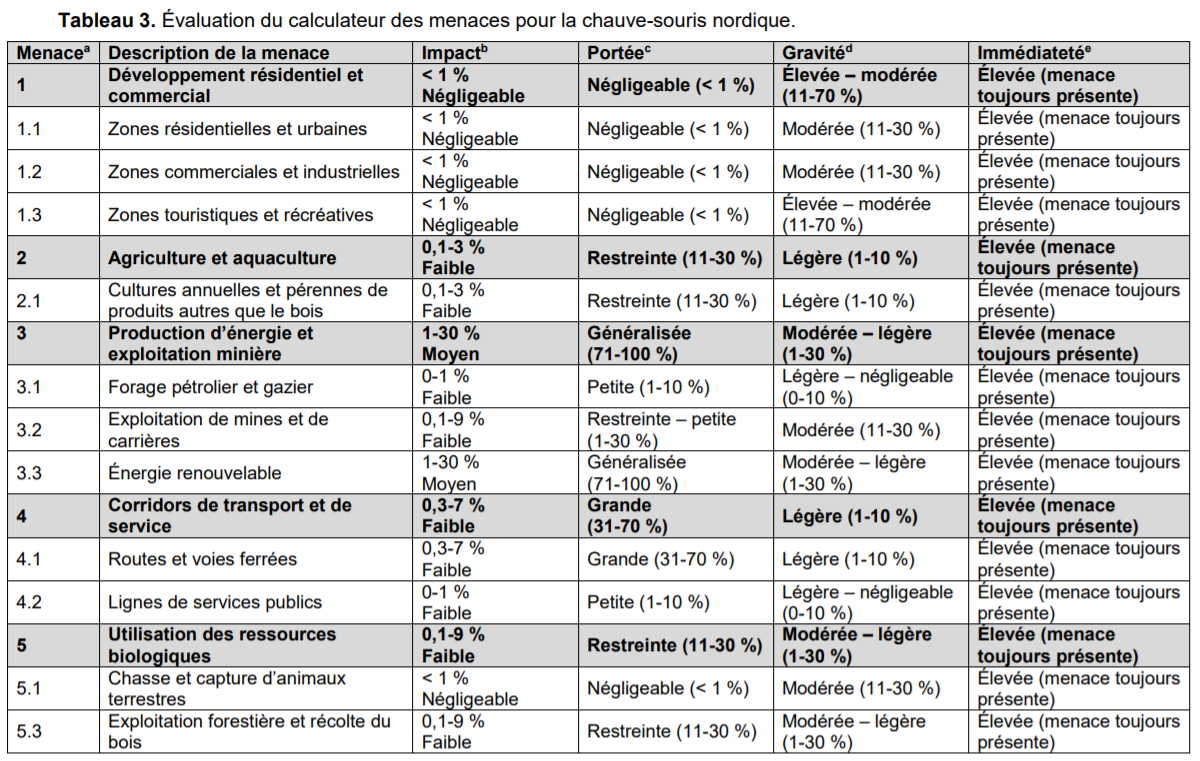 Tableau 3. Évaluation du calculateur des menaces pour la chauve-souris nordique.
Menaceᵃ Description de la menace Impactᵇ Portéeᶜ Gravitéᵈ Immédiatetéᵉ
1 Développement résidentiel et commercial < 1 % Négligeable Négligeable (< 1 %) Élevée – modérée (11-70 %) Élevée (menace toujours présente)
1.1 Zones résidentielles et urbaines < 1 % Négligeable Négligeable (< 1 %) Modérée (11-30 %) Élevée (menace toujours présente)
1.2 Zones commerciales et industrielles < 1 % Négligeable Négligeable (< 1 %) Modérée (11-30 %) Élevée (menace toujours présente)
1.3 Zones touristiques et récréatives < 1 % Négligeable Négligeable (< 1 %) Élevée – modérée (11-70 %) Élevée (menace toujours présente)
2 Agriculture et aquaculture 0,1-3 % Faible Restreinte (11-30 %) Légère (1-10 %) Élevée (menace toujours présente)
2.1 Cultures annuelles et pérennes de produits autres que le bois 0,1-3 % Faible Restreinte (11-30 %) Légère (1-10 %) Élevée (menace toujours présente)
3 Production d'énergie et exploitation minière 1-30 % Moyen Généralisée (71-100 %) Modérée – légère (1-30 %) Élevée (menace toujours présente)
3.1 Forage pétrolier et gazier 0-1 % Faible Petite (1-10 %) Légère – négligeable (0-10 %) Élevée (menace toujours présente)
3.2 Exploitation de mines et de carrières 0,1-9 % Faible Restreinte – petite (1-30 %) Modérée (11-30 %) Élevée (menace toujours présente)
3.3 Énergie renouvelable 1-30 % Moyen Généralisée (71-100 %) Modérée – légère (1-30 %) Élevée (menace toujours présente)
4 Corridors de transport et de service 0,3-7 % Faible Grande (31-70 %) Légère (1-10 %) Élevée (menace toujours présente)
4.1 Routes et voies ferrées 0,3-7 % Faible Grande (31-70 %) Légère (1-10 %) Élevée (menace toujours présente)
4.2 Lignes de services publics 0-1 % Faible Petite (1-10 %) Légère – négligeable (0-10 %) Élevée (menace toujours présente)
5 Utilisation des ressources biologiques 0,1-9 % Faible Restreinte (11-30 %) Modérée – légère (1-30 %) Élevée (menace toujours présente)
5.1 Chasse et capture d'animaux terrestres < 1 % Négligeable Négligeable (< 1 %) Modérée (11-30 %) Élevée (menace toujours présente)
5.3 Exploitation forestière et récolte du bois 0,1-9 % Faible Restreinte (11-30 %) Modérée – légère (1-30 %) Élevée (menace toujours présente)